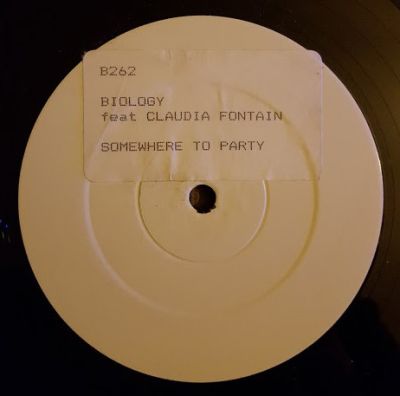 B262
BIOLOGY
feat CLAUDIA FONTAIN
SOMEWHERE TO PARTY